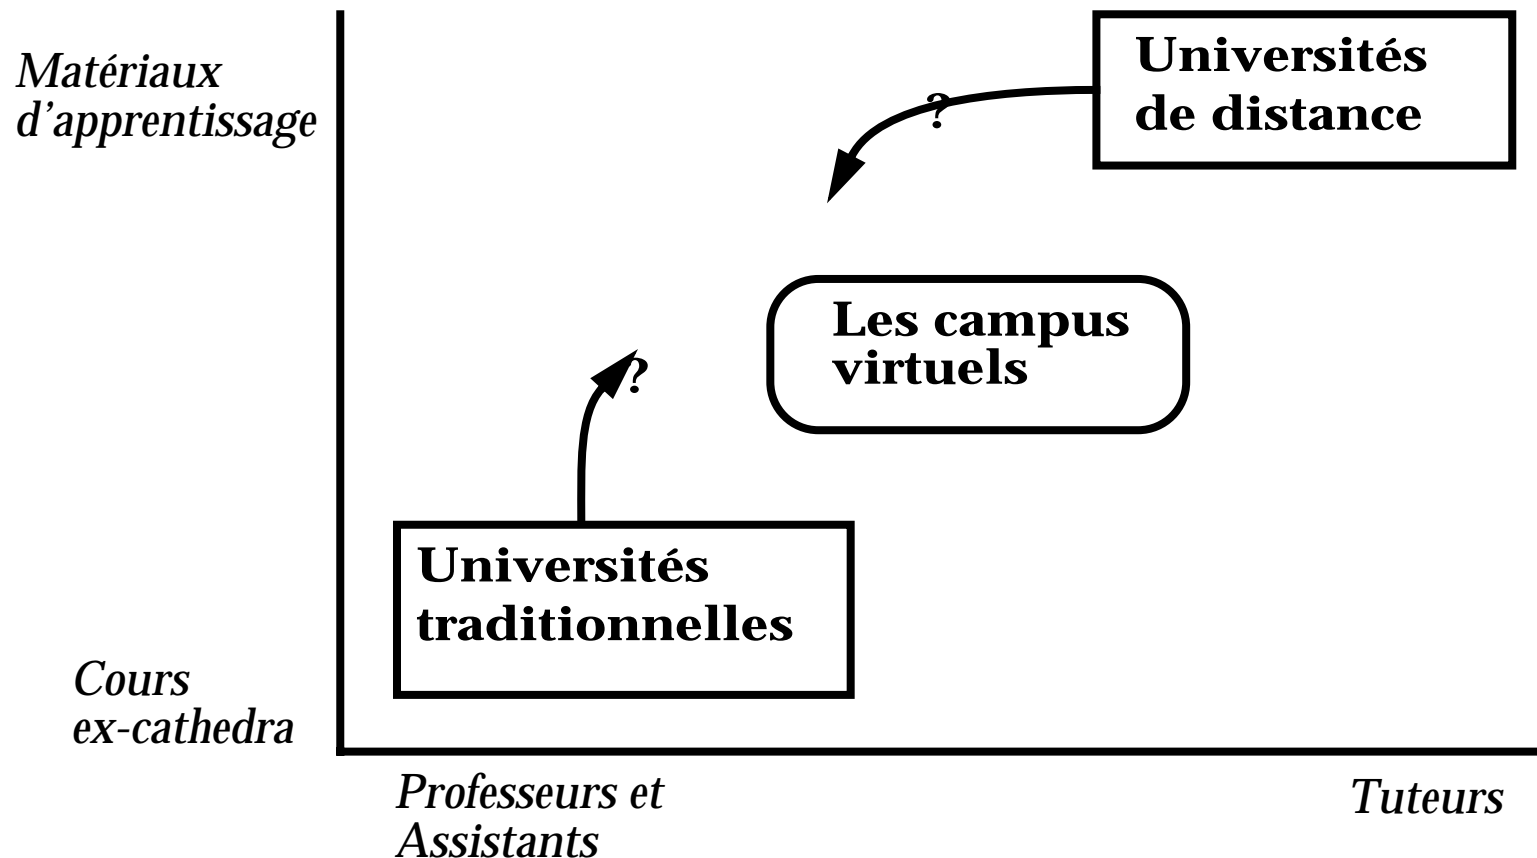 Matériaux
d'apprentissage
Universités
de distance
?
Les campus
virtuels
?
Universités
traditionnelles
Cours
ex-cathedra
Professeurs et
Assistants
Tuteurs